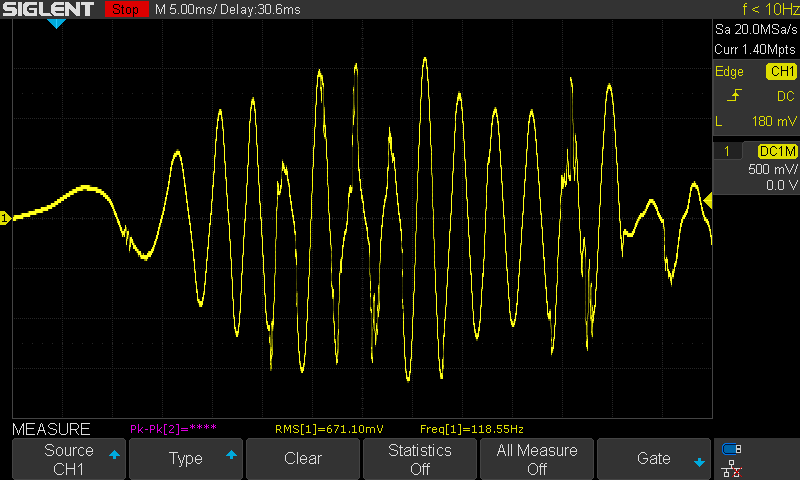 SIGLENT Stop M 5.00ms/ Delay:30.6ms f < 10Hz
Sa 20.0MSa/s
Curr 1.40Mpts
Edge CH1
DC
L 180 mV
1 DC1M
500 mV/
0.0 V
1
MEASURE Pk-Pk[2]=**** RMS[1]=671.10mV Freq[1]=118.55Hz
Source
CH1
Type
Clear
Statistics
Off
All Measure
Off
Gate